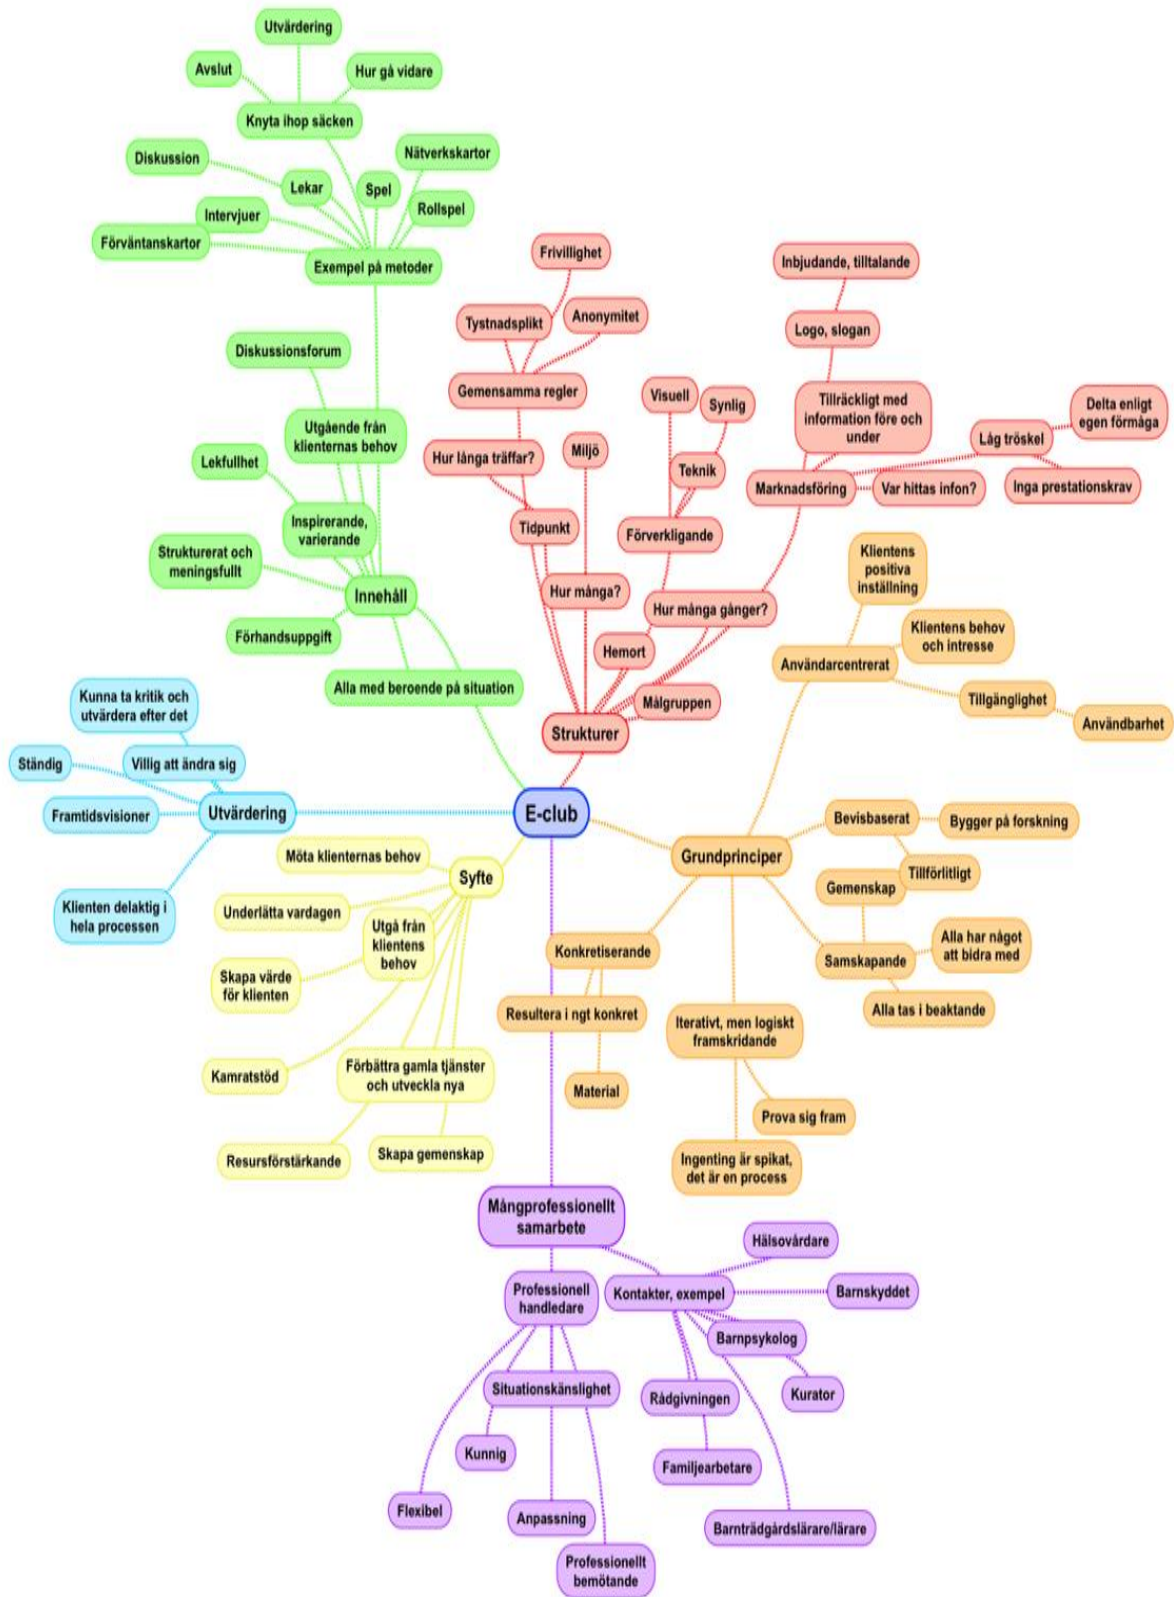 Utvärdering
Avslut
Hur gå vidare
Knyta ihop säcken
Diskussion
Nätverkskartor
Lekar
Spel
Rollspel
Intervjuer
Förväntanskartor
Exempel på metoder
Diskussionsforum
Utgående från
klienternas behov
Lekfullhet
Inspirerande,
varierande
Strukturerat och
meningsfullt
Innehåll
Förhandsuppgift
Alla med beroende på situation
Frivillighet
Tystnadsplikt
Anonymitet
Gemensamma regler
Hur långa träffar?
Miljö
Tidpunkt
Hur många?
Visuell
Synlig
Teknik
Förverkligande
Hur många gånger?
Hemort
Målgruppen
Strukturer
Inbjudande, tilltalande
Logo, slogan
Tillräckligt med
information före och
under
Delta enligt
egen förmåga
Låg tröskel
Inga prestationskrav
Marknadsföring
Var hittas infon?
Klientens
positiva
inställning
Klientens behov
och intresse
Användarcentrerat
Tillgänglighet
Användbarhet
Kunna ta kritik och
utvärdera efter det
Ständig
Villig att ändra sig
Framtidsvisioner
Utvärdering
Klienten delaktig i
hela processen
E-club
Möta klienternas behov
Syfte
Underlätta vardagen
Utgå från
klientens
behov
Skapa värde
för klienten
Kamratstöd
Förbättra gamla tjänster
och utveckla nya
Resursförstärkande
Skapa gemenskap
Grundprinciper
Bevisbaserat
Bygger på forskning
Tillförlitligt
Gemenskap
Samskapande
Alla har något
att bidra med
Alla tas i beaktande
Konkretiserande
Resultera i ngt konkret
Material
Iterativt, men logiskt
framskridande
Prova sig fram
Ingenting är spikat,
det är en process
Mångprofessionellt
samarbete
Professionell
handledare
Situationskänslighet
Kunnig
Flexibel
Anpassning
Professionellt
bemötande
Kontakter, exempel
Hälsovårdare
Barnskyddet
Barnpsykolog
Kurator
Rådgivningen
Familjearbetare
Barnträdgårdslärare/lärare